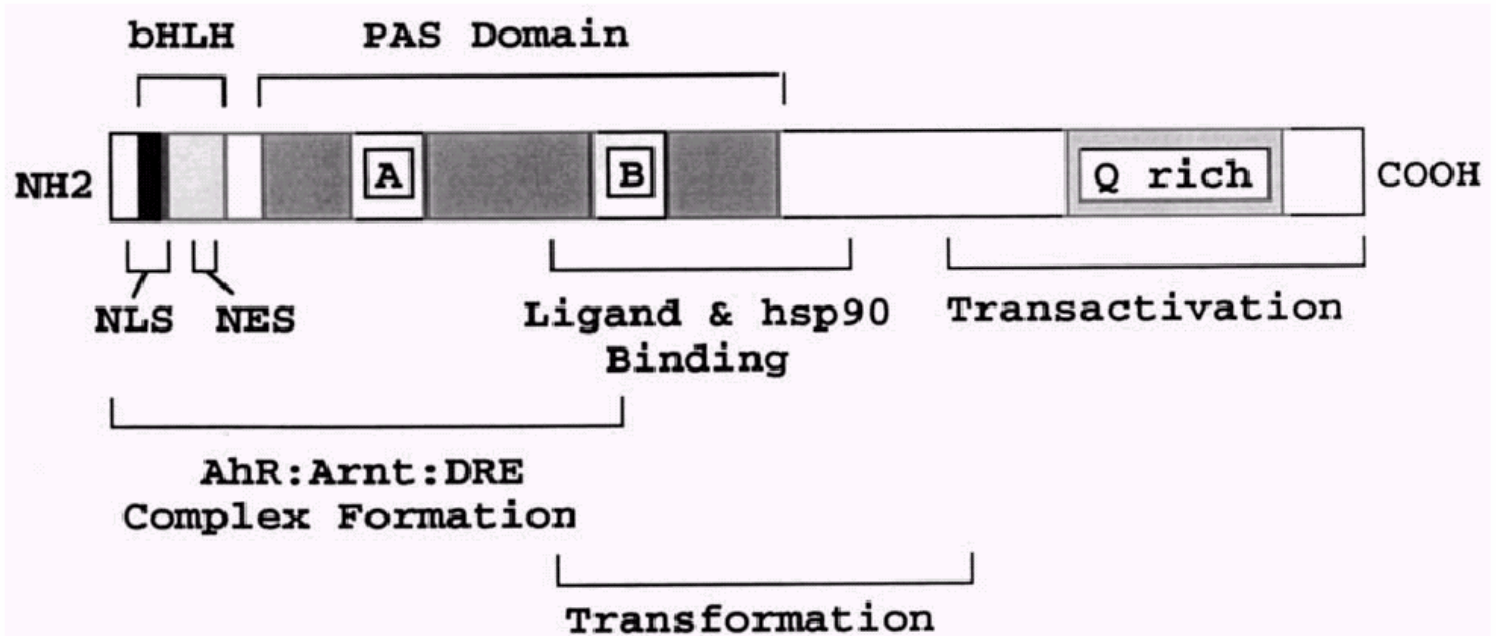 bHLH PAS Domain
NH2 A B Q rich COOH
NLS NES
Ligand & hsp90
Binding
Transactivation
AhR:Arnt:DRE
Complex Formation
Transformation